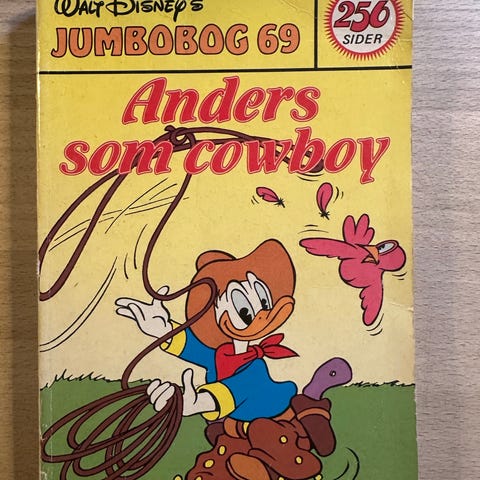 Walt Disney's
JUMBOBOG 69
256
SIDER
Anders
som cowboy